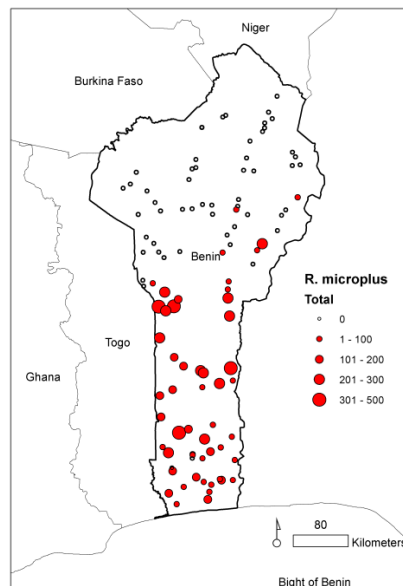 Niger
Burkina Faso
Benin
R. microplus
Total
0
1 - 100
101 - 200
201 - 300
301 - 500
Togo
Ghana
80
Kilometers
Bight of Benin